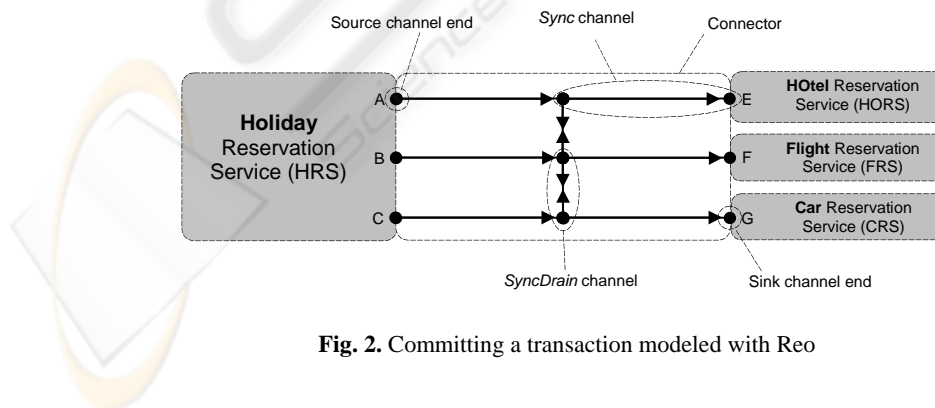 Source channel end
Sync channel
Connector
Holiday
Reservation
Service (HRS)
A
B
C
E
F
G
HOtel Reservation
Service (HORS)
Flight Reservation
Service (FRS)
Car Reservation
Service (CRS)
SyncDrain channel
Sink channel end
Fig. 2. Committing a transaction modeled with Reo